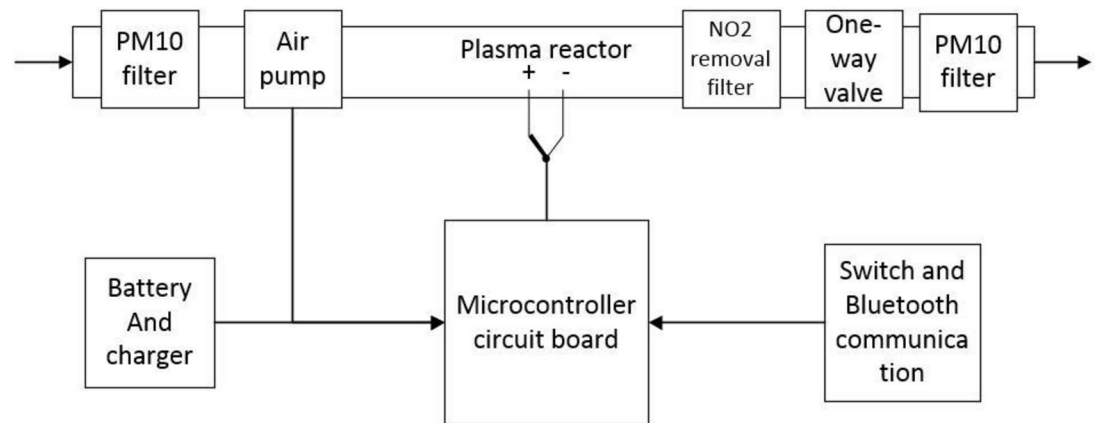 PM10
filter
Air
pump
Plasma reactor
+ -
NO2
removal
filter
One-
way
valve
PM10
filter
Battery
And
charger
Microcontroller
circuit board
Switch and
Bluetooth
communica
tion